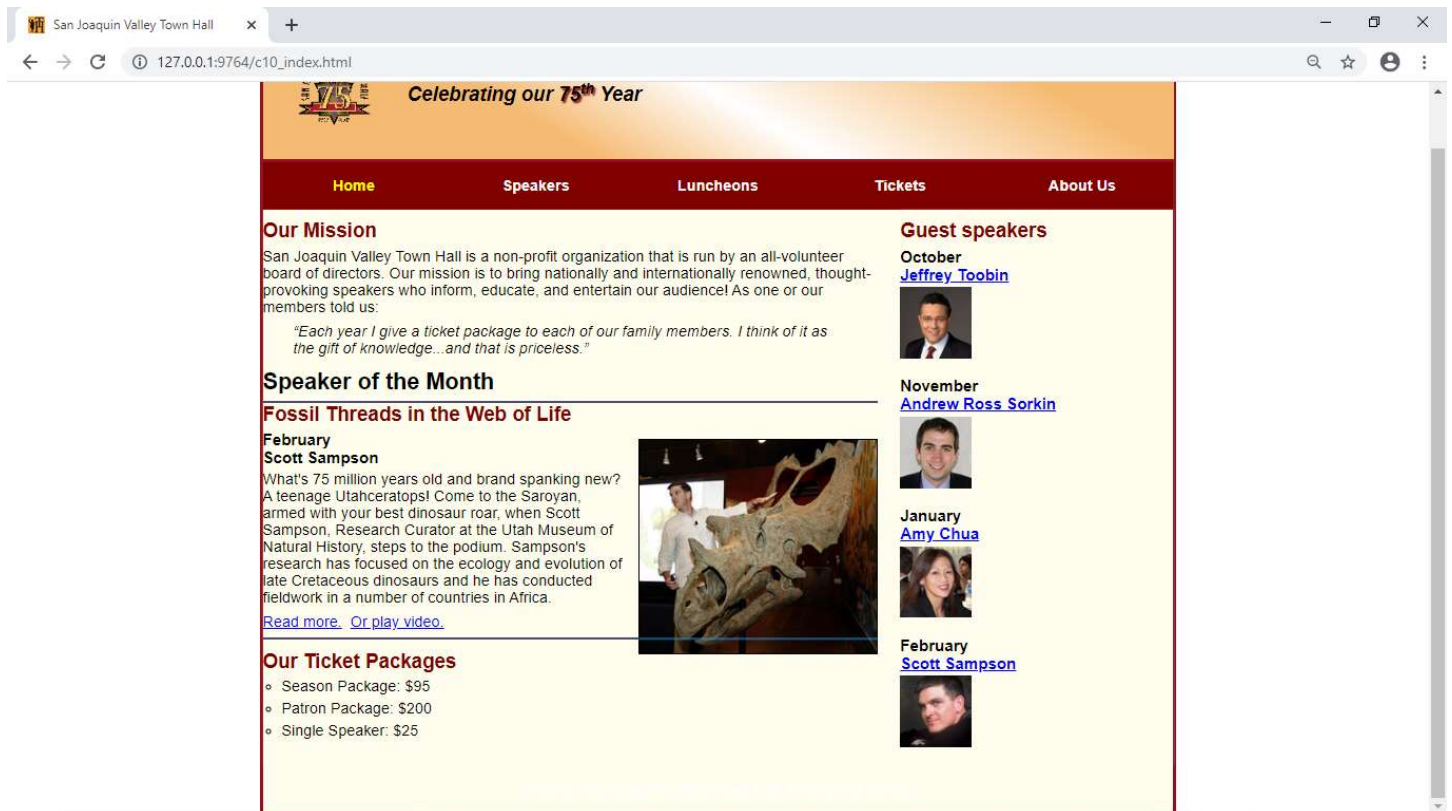 San Joaquin Valley Town Hall
127.0.0.1:9764/c10_index.html
75
Celebrating our 75th Year
Home Speakers Luncheons Tickets About Us
Our Mission
San Joaquin Valley Town Hall is a non-profit organization that is run by an all-volunteer
board of directors. Our mission is to bring nationally and internationally renowned, thought-
provoking speakers who inform, educate, and entertain our audience! As one or our
members told us:
“Each year I give a ticket package to each of our family members. I think of it as
the gift of knowledge...and that is priceless.”
Speaker of the Month
Fossil Threads in the Web of Life
February
Scott Sampson
What's 75 million years old and brand spanking new?
A teenage Utahceratops! Come to the Saroyan,
armed with your best dinosaur roar, when Scott
Sampson, Research Curator at the Utah Museum of
Natural History, steps to the podium. Sampson's
research has focused on the ecology and evolution of
late Cretaceous dinosaurs and he has conducted
fieldwork in a number of countries in Africa.
Read more. Or play video.
Our Ticket Packages
Season Package: $95
Patron Package: $200
Single Speaker: $25
Guest speakers
October
Jeffrey Toobin
November
Andrew Ross Sorkin
January
Amy Chua
February
Scott Sampson